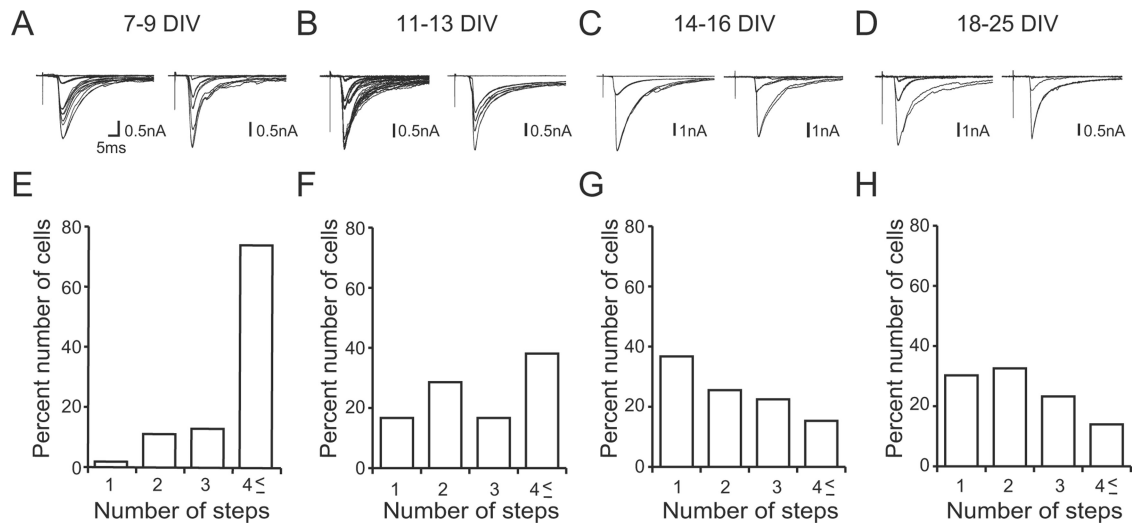 A 7-9 DIV B 11-13 DIV C 14-16 DIV D 18-25 DIV
0.5nA 0.5nA 0.5nA 0.5nA 1nA 1nA 1nA 0.5nA
5ms
E F G H
Percent number of cells Percent number of cells Percent number of cells Percent number of cells
80 80 80 80
60 60 60 60
40 40 40 40
20 20 20 20
0 0 0 0
1 2 3 4≤ 1 2 3 4≤ 1 2 3 4≤ 1 2 3 4≤
Number of steps Number of steps Number of steps Number of steps